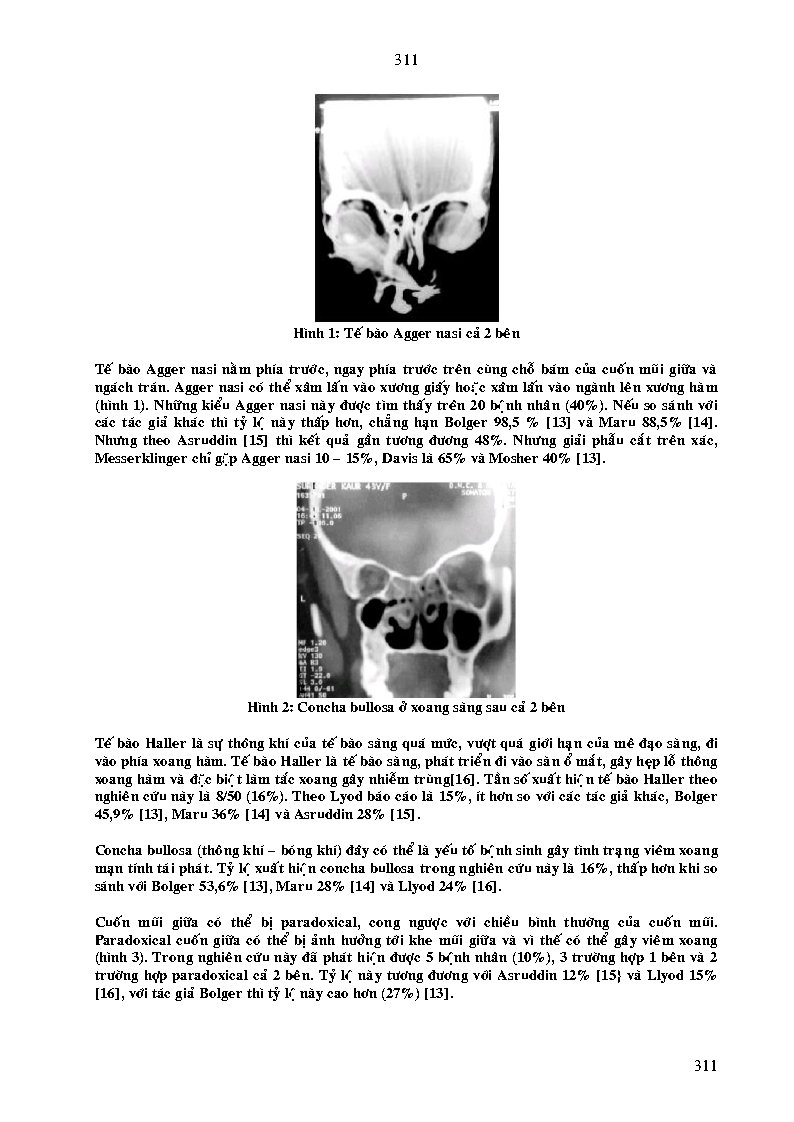 311
Hình 1: Tế bào Agger nasi cả 2 bên
Tế bào Agger nasi nằm phía trước, ngay phía trước trên cùng chỗ bám của cuốn mũi giữa và
ngách trán. Agger nasi có thể xâm lấn vào xương giấy hoặc xâm lấn vào ngành lên xương hàm
(hình 1). Những kiểu Agger nasi này được tìm thấy trên 20 bệnh nhân (40%). Nếu so sánh với
các tác giả khác thì tỷ lệ này thấp hơn, chẳng hạn Bolger 98,5 % [13] và Maru 88,5% [14].
Nhưng theo Asruddin [15] thì kết quả gần tương đương 48%. Nhưng giải phẫu cắt trên xác,
Messerklinger chỉ gặp Agger nasi 10 – 15%, Davis là 65% và Mosher 40% [13].
KAUR 43Y/F
P
SOMATOM
L
KV 130
Hình 2: Concha bullosa ở xoang sàng sau cả 2 bên
Tế bào Haller là sự thông khí của tế bào sàng quá mức, vượt quá giới hạn của mê đạo sàng, đi
vào phía xoang hàm. Tế bào Haller là tế bào sàng, phát triển đi vào sàn ổ mắt, gây hẹp lỗ thông
xoang hàm và đặc biệt làm tắc xoang gây nhiễm trùng[16]. Tần số xuất hiện tế bào Haller theo
nghiên cứu này là 8/50 (16%). Theo Lyod báo cáo là 15%, ít hơn so với các tác giả khác, Bolger
45,9% [13], Maru 36% [14] và Asruddin 28% [15].
Concha bullosa (thông khí – bóng khí) đây có thể là yếu tố bệnh sinh gây tình trạng viêm xoang
mạn tính tái phát. Tỷ lệ xuất hiện concha bullosa trong nghiên cứu này là 16%, thấp hơn khi so
sánh với Bolger 53,6% [13], Maru 28% [14] và Llyod 24% [16].
Cuốn mũi giữa có thể bị paradoxical, cong ngược với chiều bình thường của cuốn mũi.
Paradoxical cuốn giữa có thể bị ảnh hưởng tới khe mũi giữa và vì thế có thể gây viêm xoang
(hình 3). Trong nghiên cứu này đã phát hiện được 5 bệnh nhân (10%), 3 trường hợp 1 bên và 2
trường hợp paradoxical cả 2 bên. Tỷ lệ này tương đương với Asruddin 12% [15} và Llyod 15%
[16], với tác giả Bolger thì tỷ lệ này cao hơn (27%) [13].
311